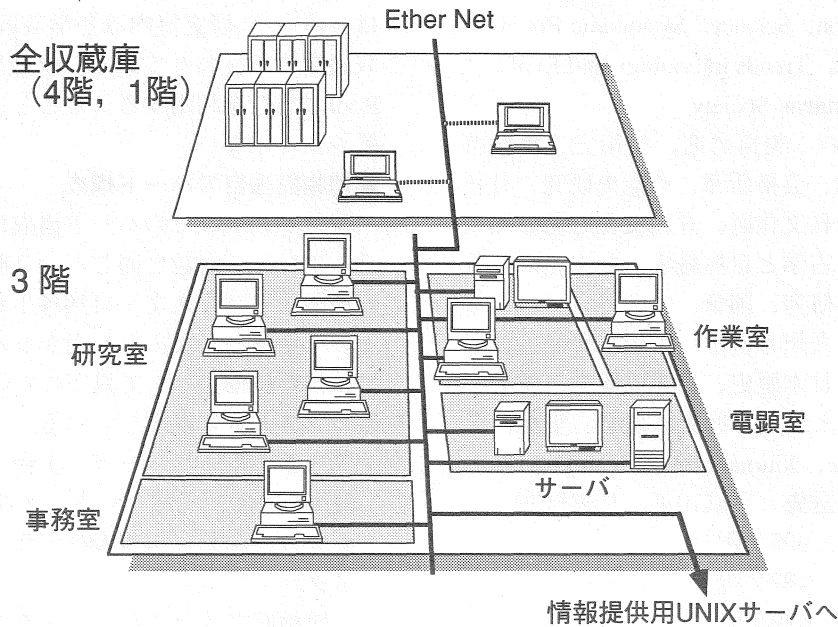 Ether Net
全収蔵庫
(4階，1階)
3階
研究室
作業室
電顕室
サーバ
事務室
情報提供用UNIXサーバへ